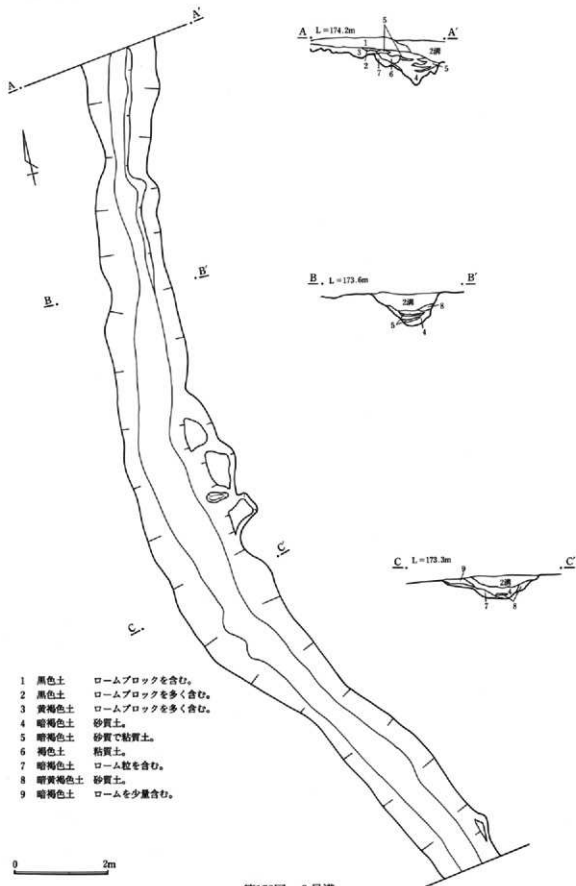 A′
A
B′
B
C′
C
A L=174.2m A′
5
1
3
2溝
2 7 6 4 5
B L=173.6m B′
2溝
8
5 4
C L=173.3m C′
9
2溝
7 8
1 黒色土 ロームブロックを含む。
2 黒色土 ロームブロックを多く含む。
3 黄褐色土 ロームブロックを多く含む。
4 暗褐色土 砂質土。
5 暗褐色土 砂質で粘質土。
6 褐色土 粘質土。
7 暗褐色土 ローム粒を含む。
8 暗黄褐色土 砂質土。
9 暗褐色土 ロームを少量含む。
0 2m